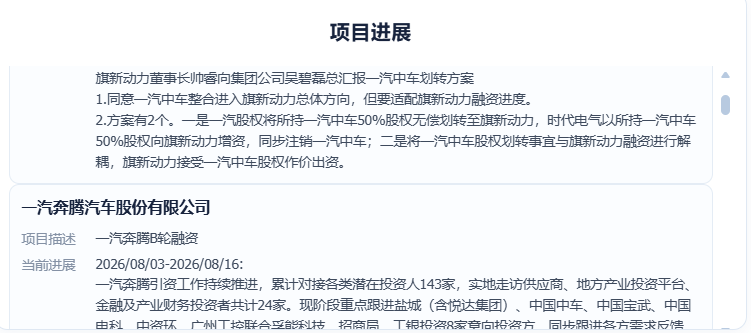 项目进展
旗新动力董事长帅睿向集团公司吴碧磊总汇报一汽中车划转方案
1.同意一汽中车整合进入旗新动力总体方向，但要适配旗新动力融资进度。
2.方案有2个。一是一汽股权将所持一汽中车50%股权无偿划转至旗新动力，时代电气以所持一汽中车
50%股权向旗新动力增资，同步注销一汽中车；二是将一汽中车股权划转事宜与旗新动力融资进行解
耦，旗新动力接受一汽中车股权作价出资。
一汽奔腾汽车股份有限公司
项目描述 一汽奔腾B轮融资
当前进展 2026/08/03-2026/08/16:
一汽奔腾引资工作持续推进，累计对接各类潜在投资人143家，实地走访供应商、地方产业投资平台、
金融及产业财务投资者共计24家。现阶段重点跟进盐城（含悦达集团）、中国中车、中国宝武、中国
电科、中资环、广州工控联合孚能科技、招商局、工银投资8家意向投资方，同步跟进各方需求反馈